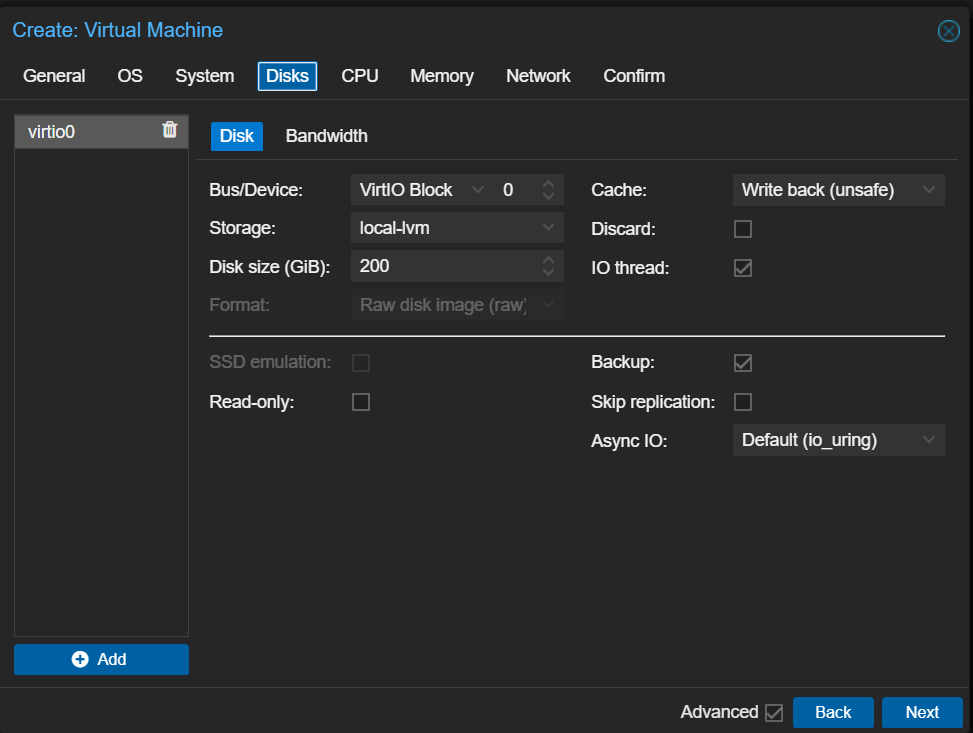 Create: Virtual Machine
General OS System Disks CPU Memory Network Confirm
virtio0
Disk Bandwidth
Bus/Device: VirtIO Block 0 Cache: Write back (unsafe)
Storage: local-lvm Discard:
Disk size (GiB): 200 IO thread:
Format: Raw disk image (raw)
SSD emulation: Backup:
Read-only: Skip replication:
Async IO: Default (io_uring)
Add
Advanced Back Next